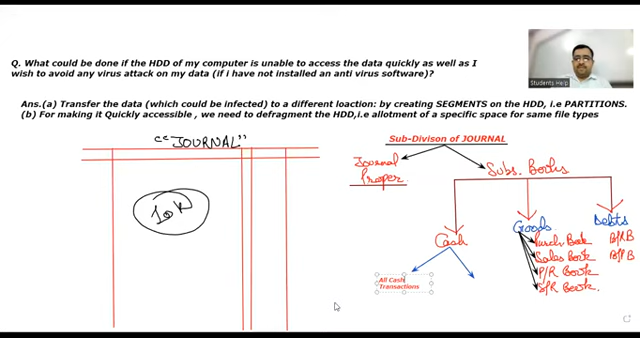 Q. What could be done if the HDD of my computer is unable to access the data quickly as well as I
wish to avoid any virus attack on my data (if i have not installed an anti virus software)?
Students Help
Ans.(a) Transfer the data (which could be infected) to a different loaction: by creating SEGMENTS on the HDD, i.e PARTITIONS.
(b) For making it Quickly accessible , we need to defragment the HDD,i.e allotment of a specific space for same file types
"JOURNAL"
10K
Sub-Divison of JOURNAL
Journal
Proper
Subs. Books
Cash
Goods
Debts
Purch Book
Sales Book
P/R Book
S/R Book.
B/R B
B/P B
All Cash
Transactions